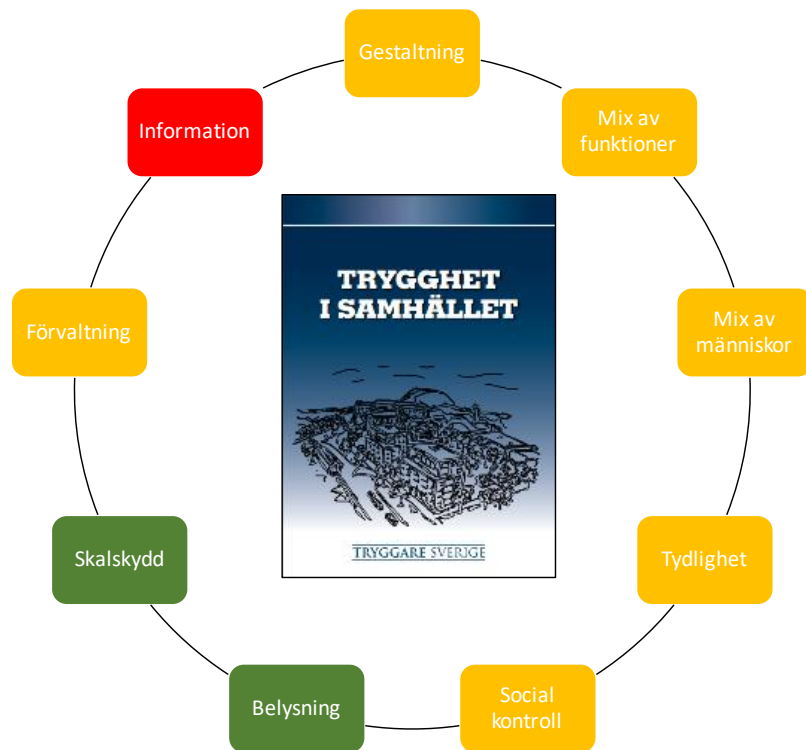 Gestaltning
Mix av
funktioner
Mix av
människor
Tydlighet
Social
kontroll
Belysning
Skalskydd
Förvaltning
Information
TRYGGHET
I SAMHÄLLET
TRYGGARE SVERIGE